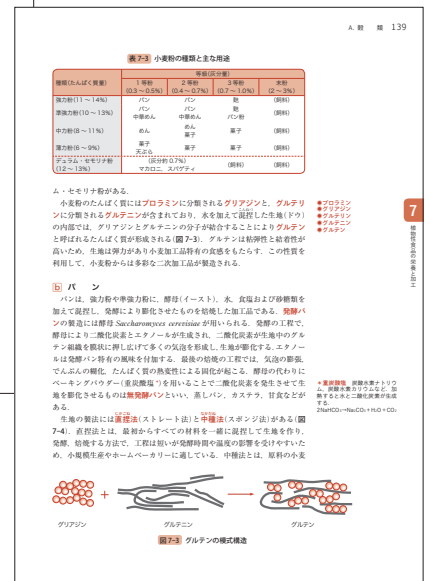 A. 穀 類 139
表 7-3 小麦粉の種類と主な用途
種類(たんぱく質量) 等級(灰分量)
1 等粉 (0.3 ~ 0.5%) 2 等粉 (0.4 ~ 0.7%) 3 等粉 (0.7 ~ 1.0%) 末粉 (2 ~ 3%)
強力粉(11 ~ 14%) パン パン 麩 (飼料)
準強力粉(10 ~ 13%) パン 中華めん パン 中華めん 麩 パン粉 (飼料)
中力粉(8 ~ 11%) めん めん 菓子 菓子 (飼料)
薄力粉(6 ~ 9%) 菓子 天ぷら 菓子 菓子 (飼料)
デュラム・セモリナ粉 (12 ~ 13%) (灰分約 0.7%) マカロニ，スパゲティ (飼料) (飼料)
ム・セモリナ粉がある．
小麦粉のたんぱく質にはプロラミンに分類されるグリアジンと，グルテリ
ンに分類されるグルテニンが含まれており，水を加えて混捏した生地(ドウ)
の内部では，グリアジンとグルテニンの分子が結合することによりグルテン
と呼ばれるたんぱく質が形成される(図 7-3)．グルテンは粘弾性と結着性が
高いため，生地は弾力があり小麦加工品特有の食感をもたらす．この性質を
利用して，小麦粉からは多彩な二次加工品が製造される．
●プロラミン
●グリアジン
●グルテリン
●グルテニン
●グルテン
7
植物性食品の栄養と加工
b パ ン
パンは，強力粉や準強力粉に，酵母(イースト)，水，食塩および砂糖類を
加えて混捏し，発酵により膨化させたものを焙焼した加工品である．発酵パ
ンの製造には酵母 Saccharomyces cerevisiae が用いられる．発酵の工程で，
酵母により二酸化炭素とエタノールが生成され，二酸化炭素が生地中のグル
テン組織を膜状に押し広げて多くの気泡を形成し，生地が膨化する．エタノー
ルは発酵パン特有の風味を付加する．最後の焙焼の工程では，気泡の膨張，
でんぷんの糊化，たんぱく質の熱変性による固化が起こる．酵母の代わりに
ベーキングパウダー(重炭酸塩*)を用いることで二酸化炭素を発生させて生
地を膨化させるものは無発酵パンといい，蒸しパン，カステラ，甘食などが
ある．
＊重炭酸塩 炭酸水素ナトリウ
ム，炭酸水素カリウムなど．加
熱すると水と二酸化炭素が生成
する．
2NaHCO₃→Na₂CO₃＋H₂O＋CO₂
生地の製法には直捏法(ストレート法)と中種法(スポンジ法)がある(図
7-4)．直捏法とは，最初からすべての材料を一緒に混捏して生地を作り，
発酵，焙焼する方法で，工程は短いが発酵時間や温度の影響を受けやすいた
め，小規模生産やホームベーカリーに適している．中種法とは，原料の小麦
グリアジン + グルテニン グルテン
図 7-3 グルテンの模式構造